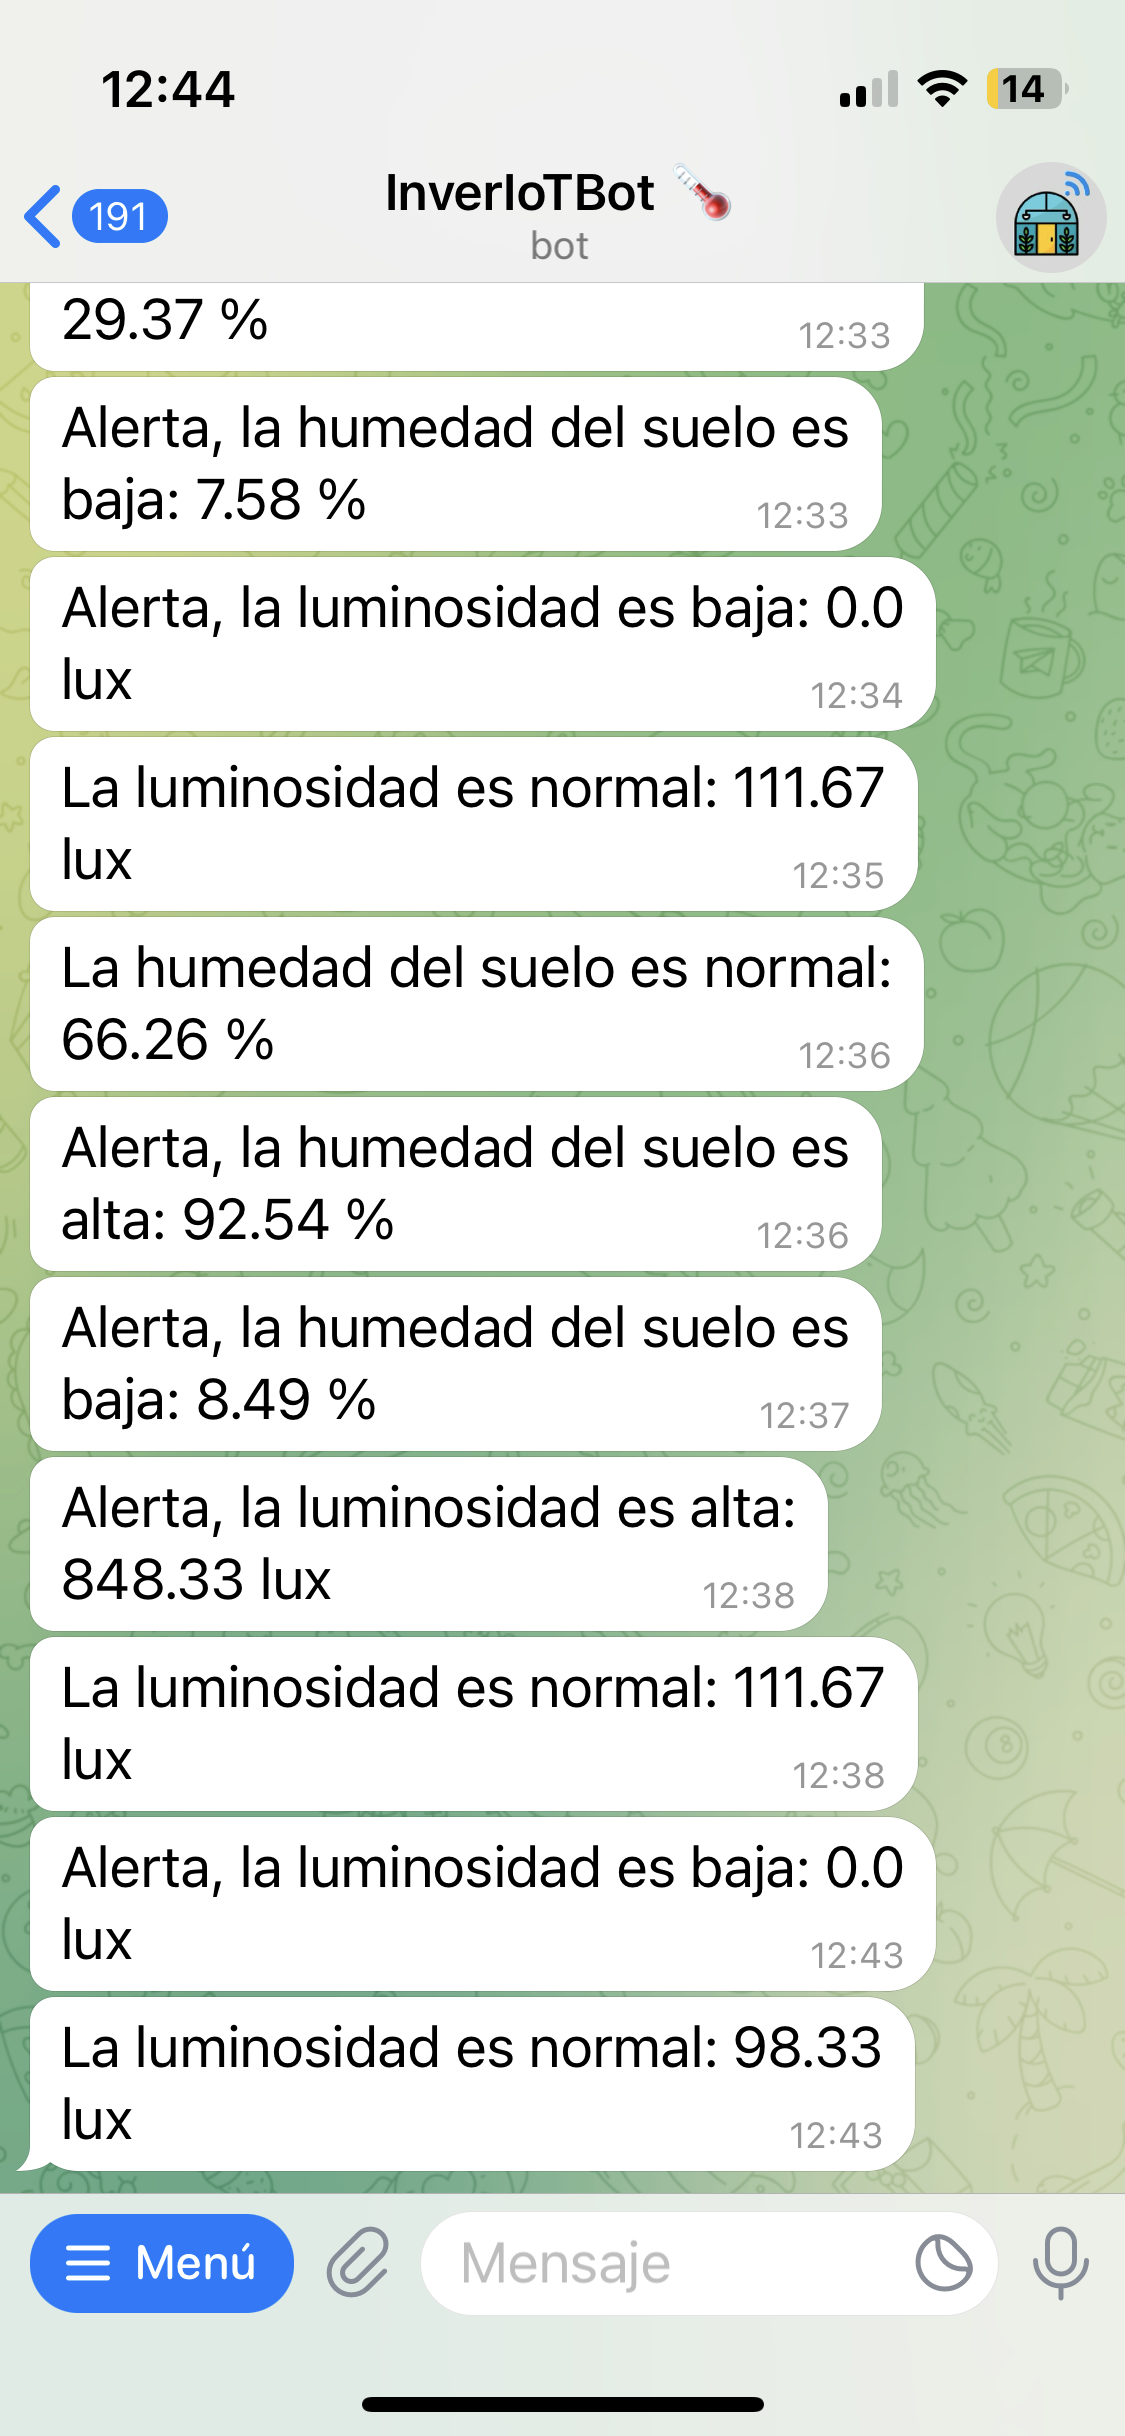 12:44
14
191
InverIoTBot 🌡️
bot
29.37 %
12:33
Alerta, la humedad del suelo es
baja: 7.58 %
12:33
Alerta, la luminosidad es baja: 0.0
lux
12:34
La luminosidad es normal: 111.67
lux
12:35
La humedad del suelo es normal:
66.26 %
12:36
Alerta, la humedad del suelo es
alta: 92.54 %
12:36
Alerta, la humedad del suelo es
baja: 8.49 %
12:37
Alerta, la luminosidad es alta:
848.33 lux
12:38
La luminosidad es normal: 111.67
lux
12:38
Alerta, la luminosidad es baja: 0.0
lux
12:43
La luminosidad es normal: 98.33
lux
12:43
Menú
Mensaje